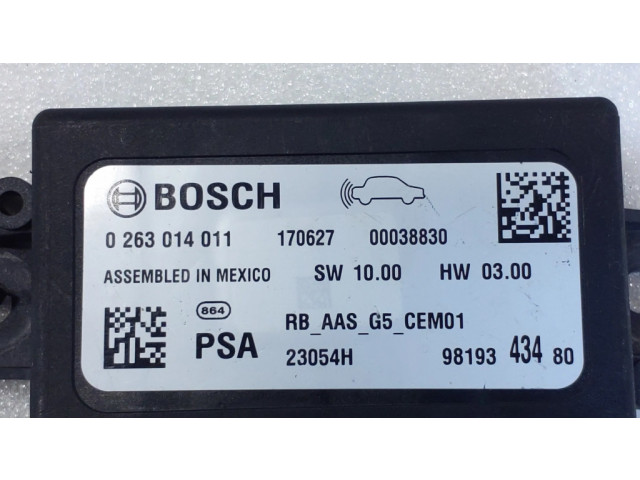 BOSCH
0 263 014 011 170627 00038830
ASSEMBLED IN MEXICO SW 10.00 HW 03.00
864 RB_AAS_G5_CEM01
PSA 23054H 98193 434 80